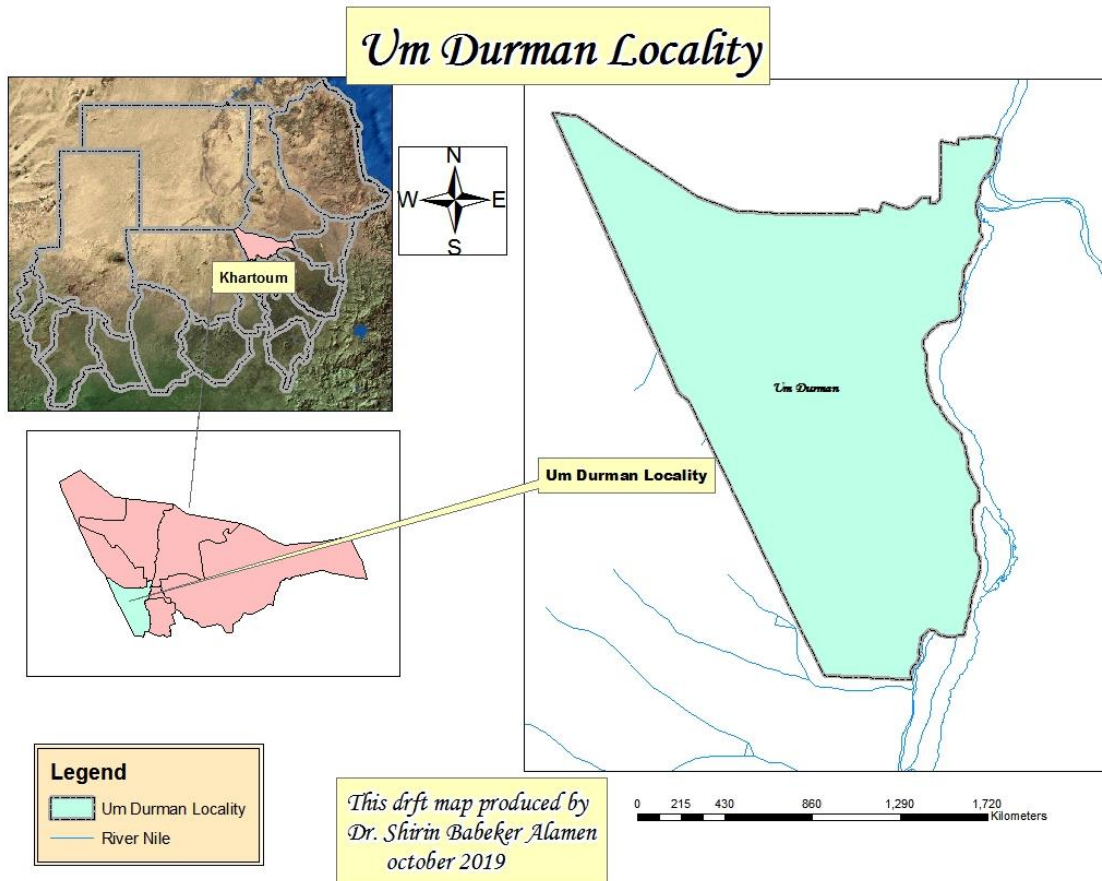 Um Durman Locality
N
W E
S
Khartoum
Um Durman
Um Durman Locality
Legend
Um Durman Locality
River Nile
This drft map produced by
Dr. Shirin Babeker Alamen
october 2019
0 215 430 860 1,290 1,720
Kilometers